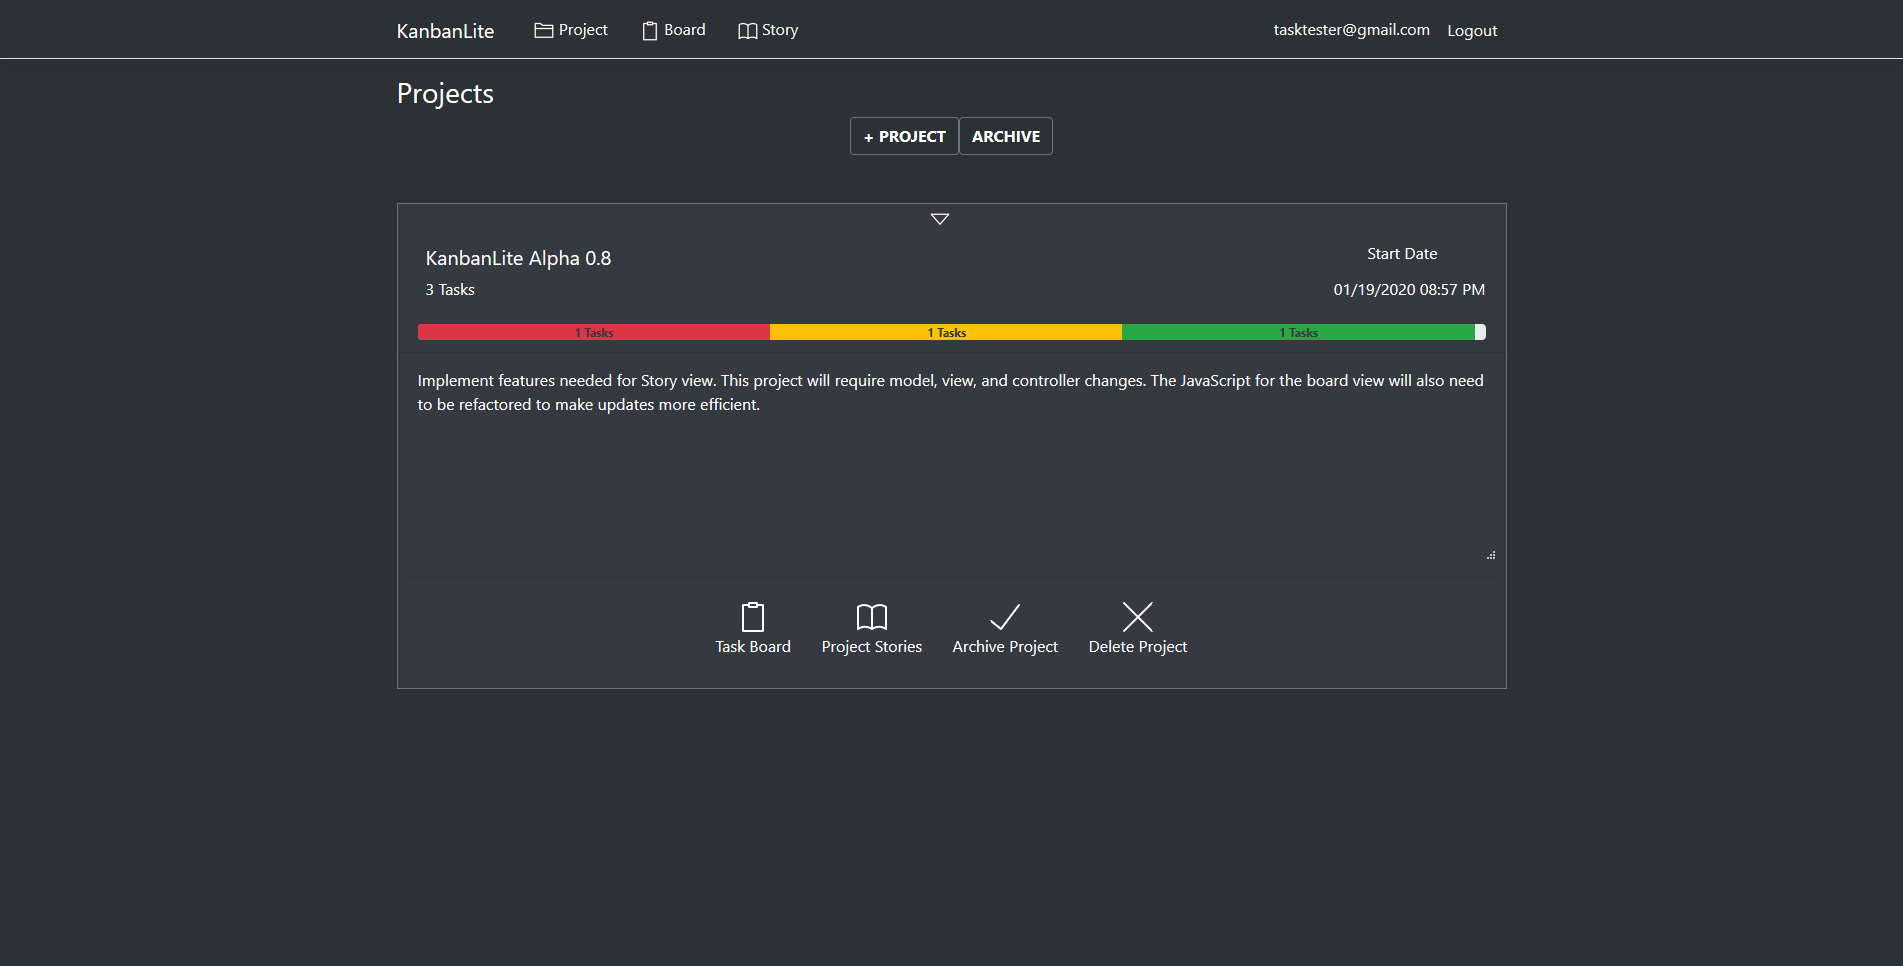 KanbanLite
Project
Board
Story
tasktester@gmail.com
Logout
Projects
+ PROJECT
ARCHIVE
KanbanLite Alpha 0.8
Start Date
3 Tasks
01/19/2020 08:57 PM
1 Tasks
1 Tasks
1 Tasks
Implement features needed for Story view. This project will require model, view, and controller changes. The JavaScript for the board view will also need
to be refactored to make updates more efficient.
Task Board
Project Stories
Archive Project
Delete Project